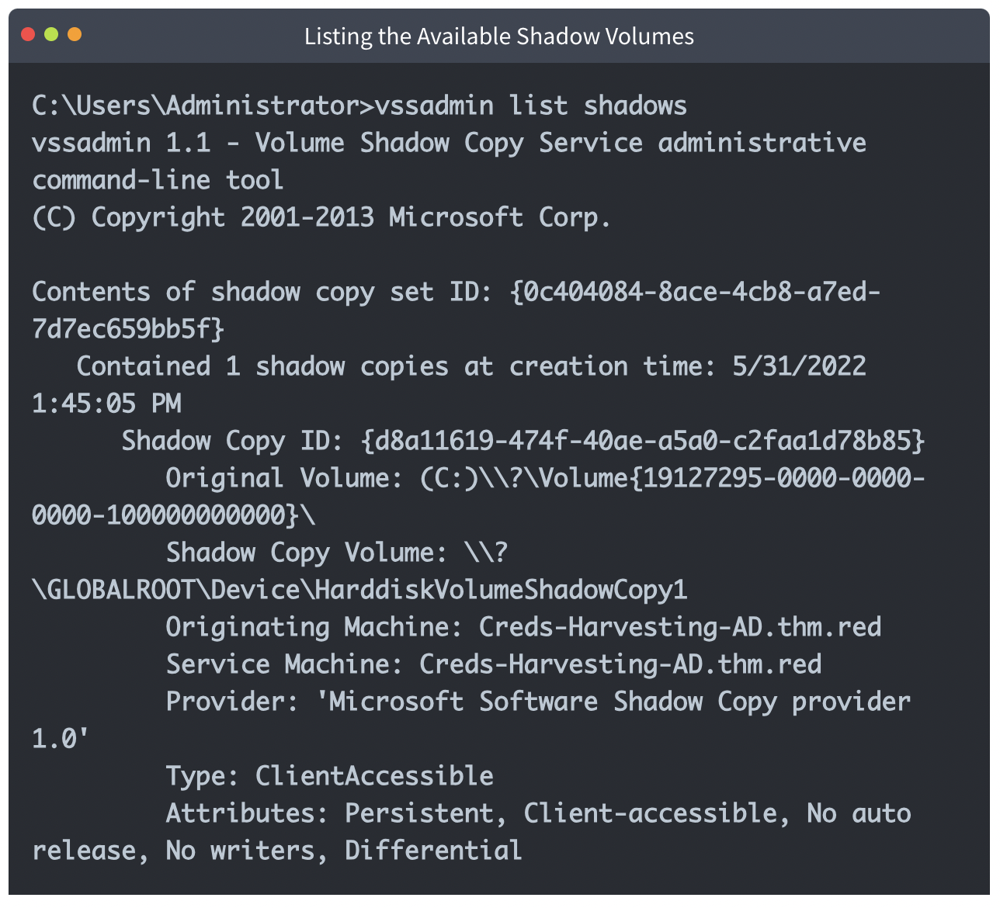 Listing the Available Shadow Volumes
C:\Users\Administrator>vssadmin list shadows
vssadmin 1.1 - Volume Shadow Copy Service administrative
command-line tool
(C) Copyright 2001-2013 Microsoft Corp.
Contents of shadow copy set ID: {0c404084-8ace-4cb8-a7ed-
7d7ec659bb5f}
   Contained 1 shadow copies at creation time: 5/31/2022
1:45:05 PM
      Shadow Copy ID: {d8a11619-474f-40ae-a5a0-c2faa1d78b85}
         Original Volume: (C:)\\?\Volume{19127295-0000-0000-
0000-100000000000}\
         Shadow Copy Volume: \\?
\GLOBALROOT\Device\HarddiskVolumeShadowCopy1
         Originating Machine: Creds-Harvesting-AD.thm.red
         Service Machine: Creds-Harvesting-AD.thm.red
         Provider: 'Microsoft Software Shadow Copy provider
1.0'
         Type: ClientAccessible
         Attributes: Persistent, Client-accessible, No auto
release, No writers, Differential